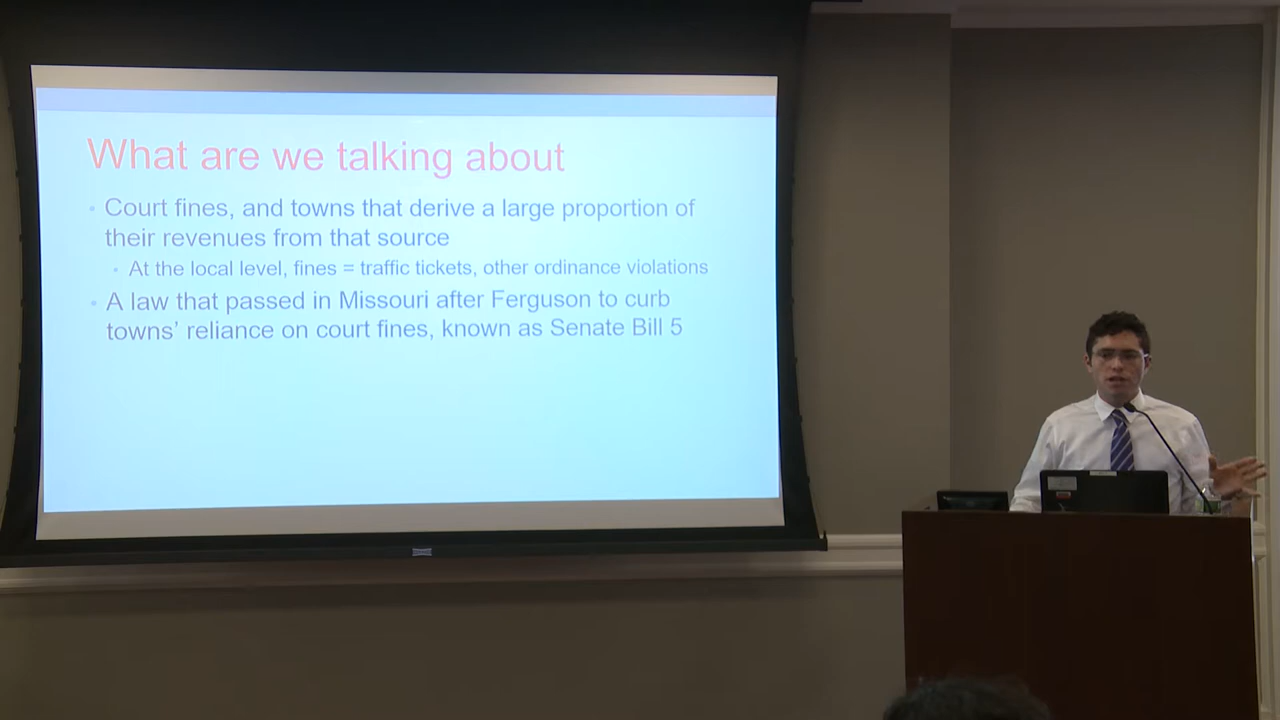 What are we talking about
• Court fines, and towns that derive a large proportion of
their revenues from that source
• At the local level, fines = traffic tickets, other ordinance violations
• A law that passed in Missouri after Ferguson to curb
towns’ reliance on court fines, known as Senate Bill 5